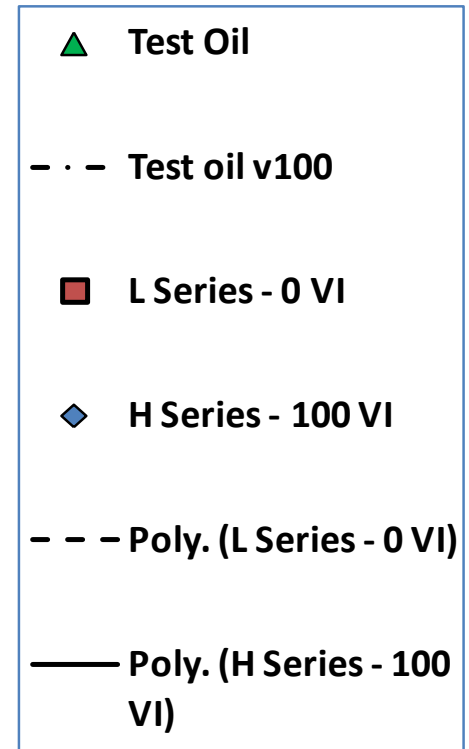 Test Oil
Test oil v100
L Series - 0 VI
H Series - 100 VI
Poly. (L Series - 0 VI)
Poly. (H Series - 100
VI)